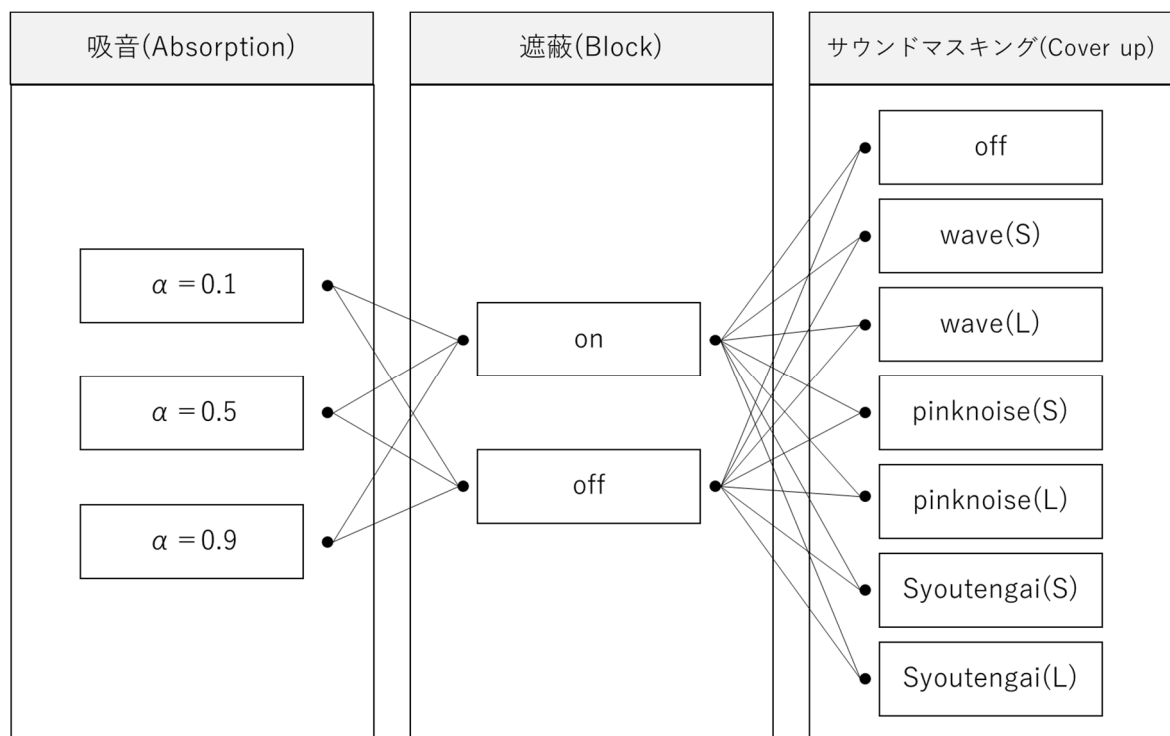 吸音(Absorption)
α＝0.1
α＝0.5
α＝0.9
遮蔽(Block)
on
off
サウンドマスキング(Cover up)
off
wave(S)
wave(L)
pinknoise(S)
pinknoise(L)
Syoutengai(S)
Syoutengai(L)